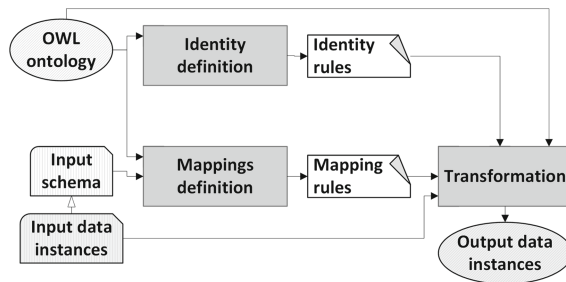 OWL
ontology
Identity
definition
Identity
rules
Input
schema
Mappings
definition
Mapping
rules
Transformation
Input data
instances
Output data
instances